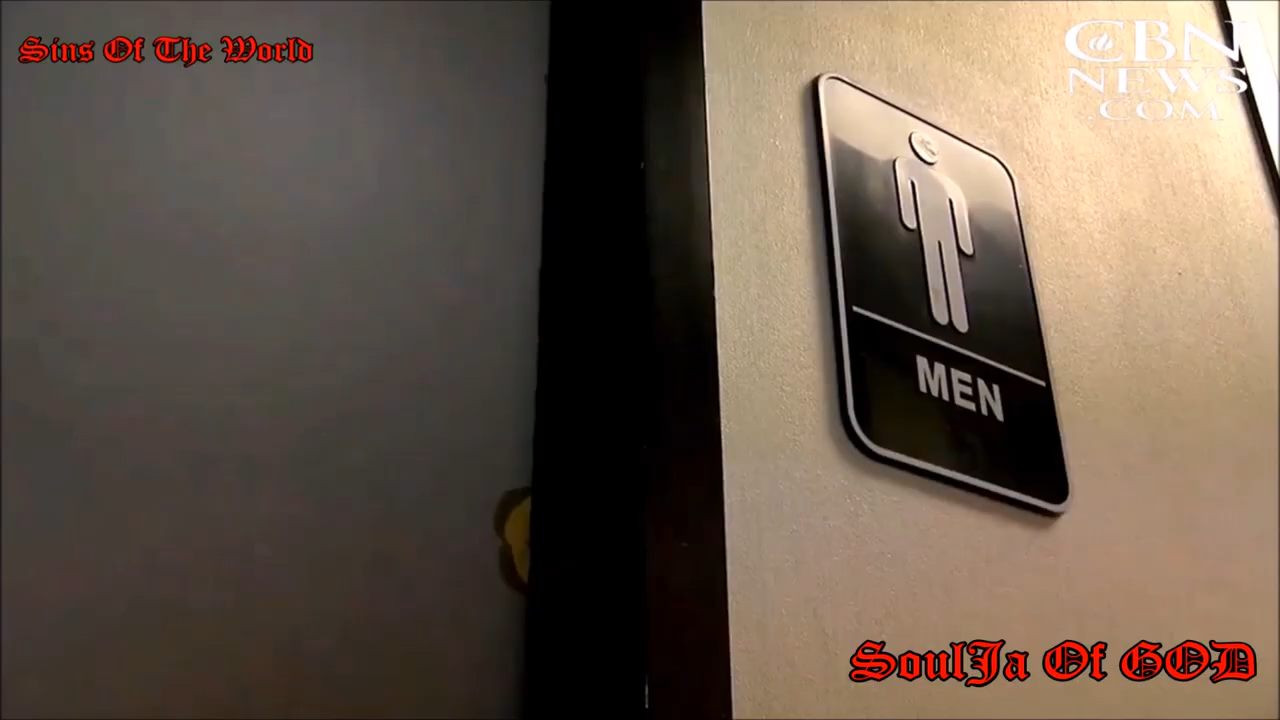 Sins Of The World
CBN
NEWS
.COM
MEN
SoulJa Of GOD